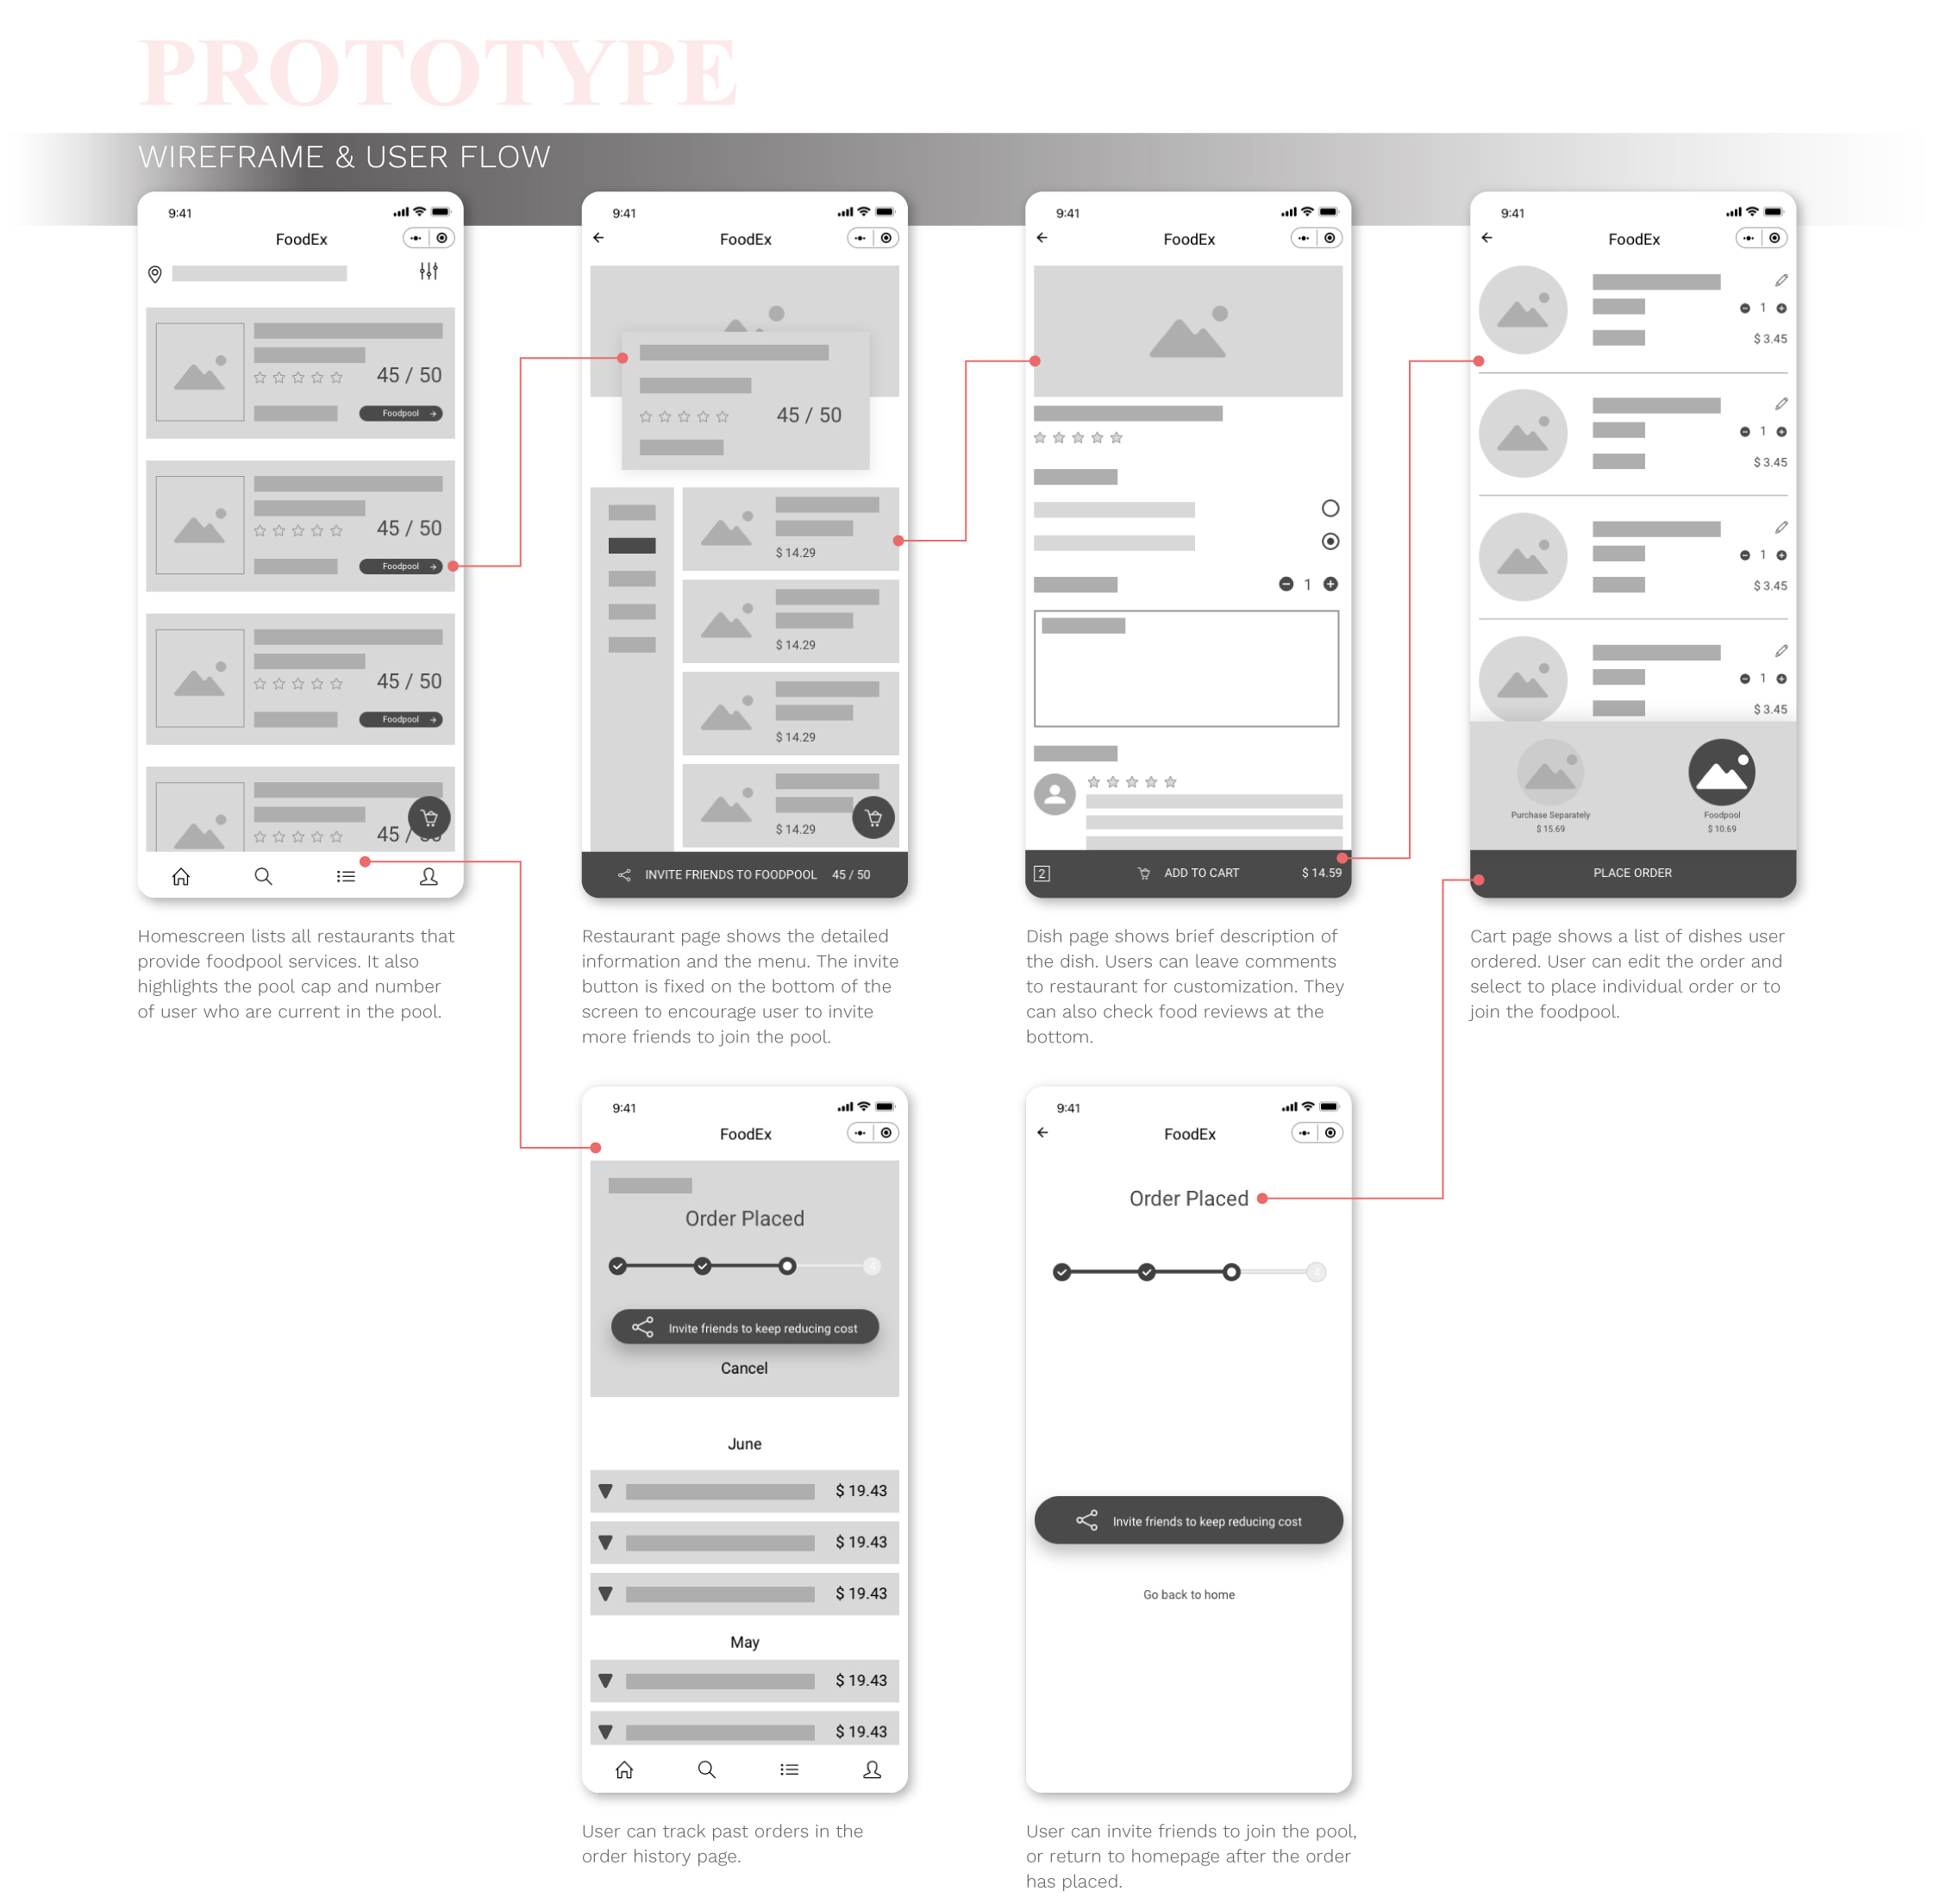 PROTOTYPE
WIREFRAME & USER FLOW
9:41
FoodEx
45 / 50
Foodpool
45 / 50
Foodpool
45 / 50
Foodpool
45 /
Homescreen lists all restaurants that
provide foodpool services. It also
highlights the pool cap and number
of user who are current in the pool.
9:41
FoodEx
45 / 50
$ 14.29
$ 14.29
$ 14.29
$ 14.29
INVITE FRIENDS TO FOODPOOL 45 / 50
Restaurant page shows the detailed
information and the menu. The invite
button is fixed on the bottom of the
screen to encourage user to invite
more friends to join the pool.
9:41
FoodEx
1
2 ADD TO CART $ 14.59
Dish page shows brief description of
the dish. Users can leave comments
to restaurant for customization. They
can also check food reviews at the
bottom.
9:41
FoodEx
1
$ 3.45
1
$ 3.45
1
$ 3.45
1
$ 3.45
Purchase Separately Foodpool
$ 15.69 $ 10.69
PLACE ORDER
Cart page shows a list of dishes user
ordered. User can edit the order and
select to place individual order or to
join the foodpool.
9:41
FoodEx
Order Placed
4
Invite friends to keep reducing cost
Cancel
June
$ 19.43
$ 19.43
$ 19.43
May
$ 19.43
$ 19.43
User can track past orders in the
order history page.
9:41
FoodEx
Order Placed
Invite friends to keep reducing cost
Go back to home
User can invite friends to join the pool,
or return to homepage after the order
has placed.